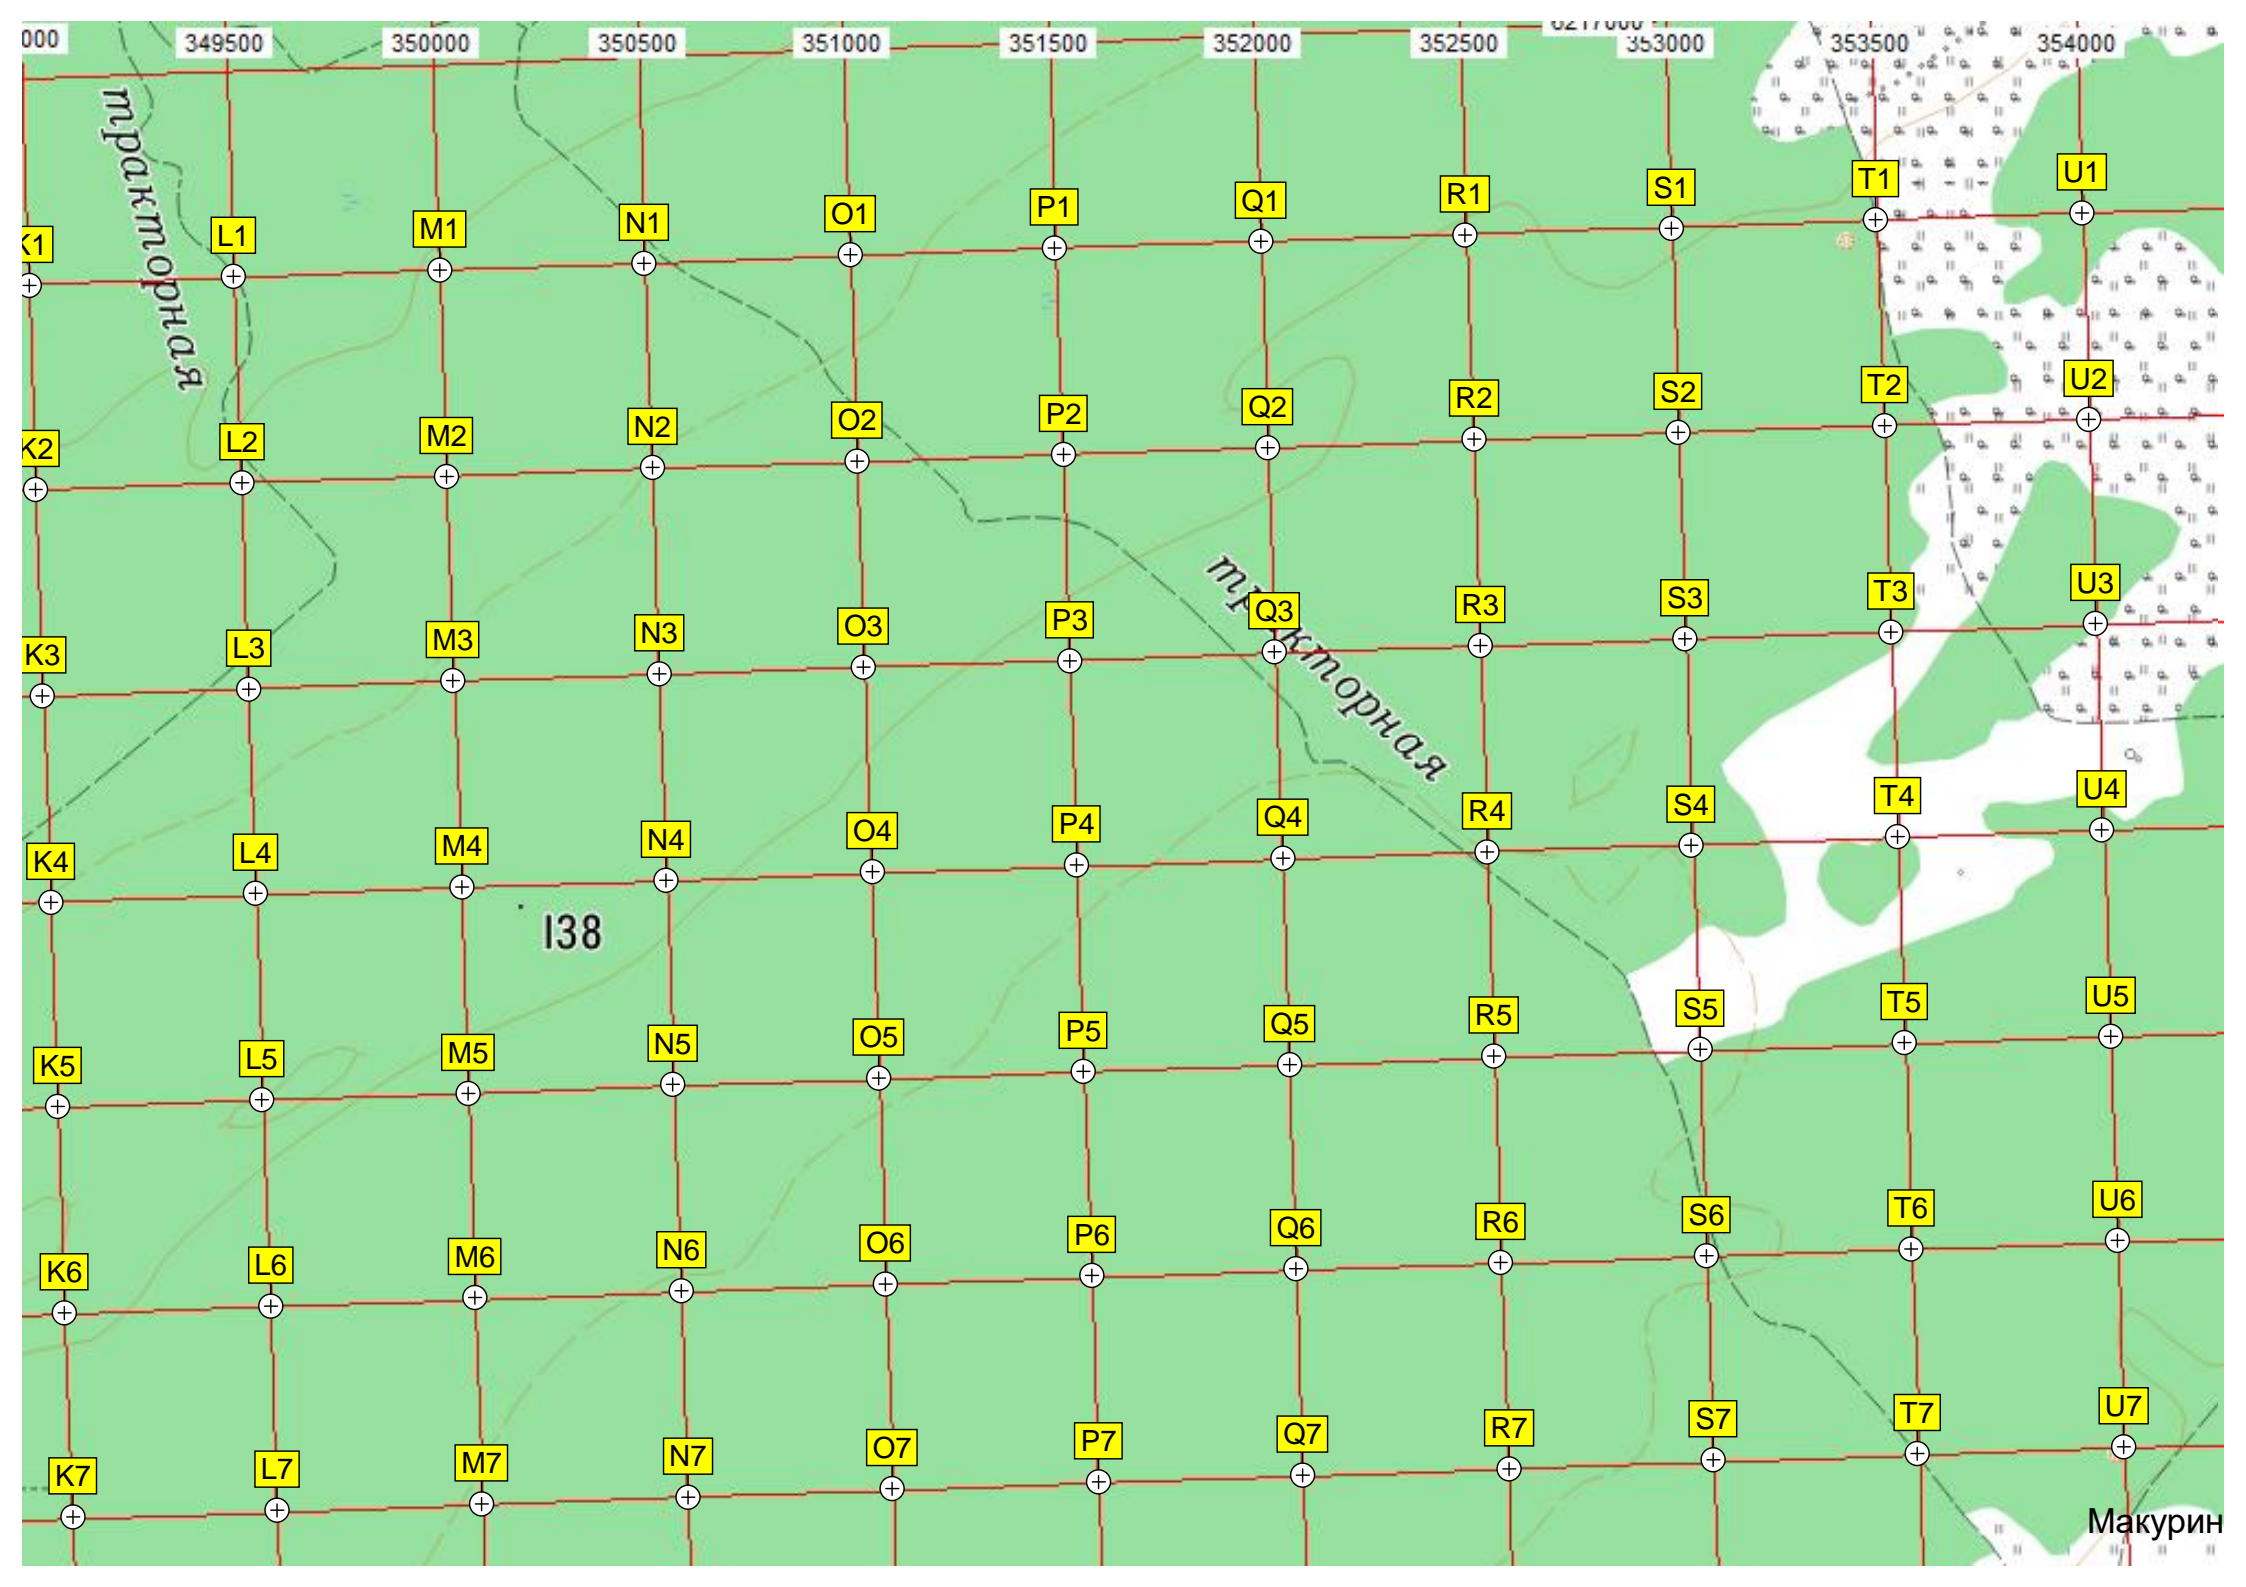 6217000
000 349500 350000 350500 351000 351500 352000 352500 353000 353500 354000
тракторная
K1 L1 M1 N1 O1 P1 Q1 R1 S1 T1 U1
K2 L2 M2 N2 O2 P2 Q2 R2 S2 T2 U2
тракторная
K3 L3 M3 N3 O3 P3 Q3 R3 S3 T3 U3
K4 L4 M4 N4 O4 P4 Q4 R4 S4 T4 U4
138
K5 L5 M5 N5 O5 P5 Q5 R5 S5 T5 U5
K6 L6 M6 N6 O6 P6 Q6 R6 S6 T6 U6
K7 L7 M7 N7 O7 P7 Q7 R7 S7 T7 U7
Макурин